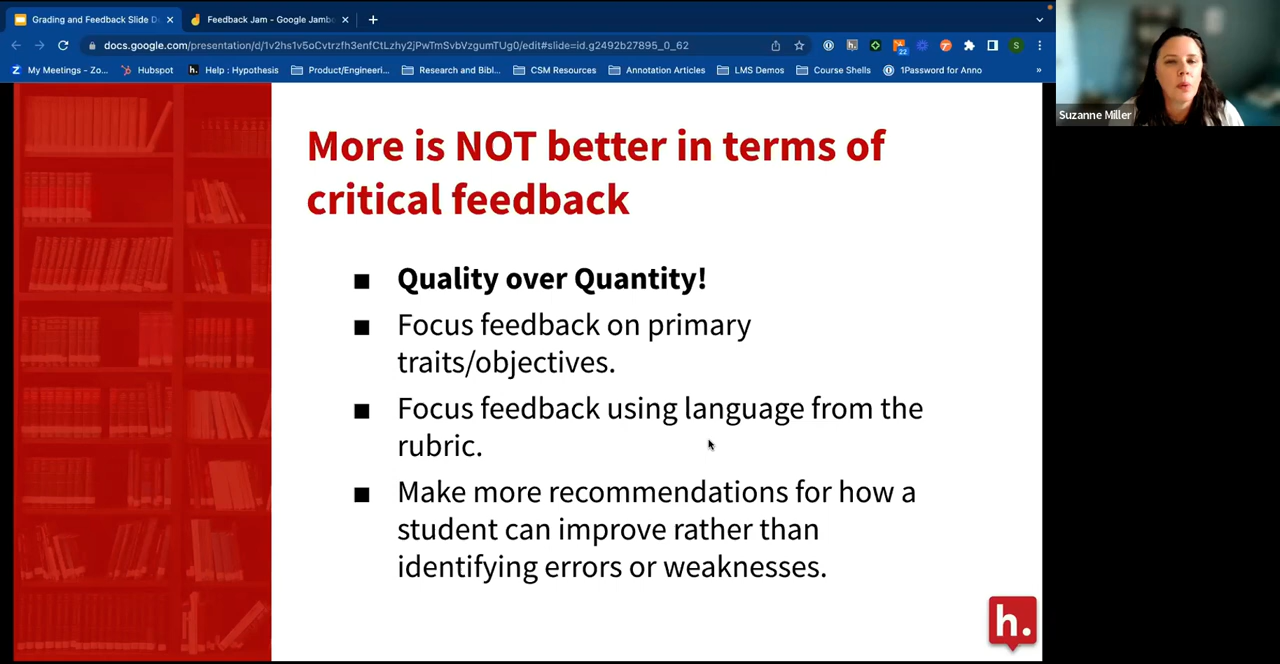 Grading and Feedback Slide D
Feedback Jam - Google Jambo
docs.google.com/presentation/d/1v2hs1v5oCvtrzfh3enfCtLzhy2jPwTmSvbVzgumTUg0/edit#slide=id.g2492b27895_0_62
22
S
My Meetings - Zo...
Hubspot
h.
Help : Hypothesis
Product/Engineeri...
Research and Bibl...
CSM Resources
Annotation Articles
LMS Demos
Course Shells
1Password for Anno
»
Suzanne Miller
More is NOT better in terms of
critical feedback
■ Quality over Quantity!
■ Focus feedback on primary
traits/objectives.
■ Focus feedback using language from the
rubric.
■ Make more recommendations for how a
student can improve rather than
identifying errors or weaknesses.
h.